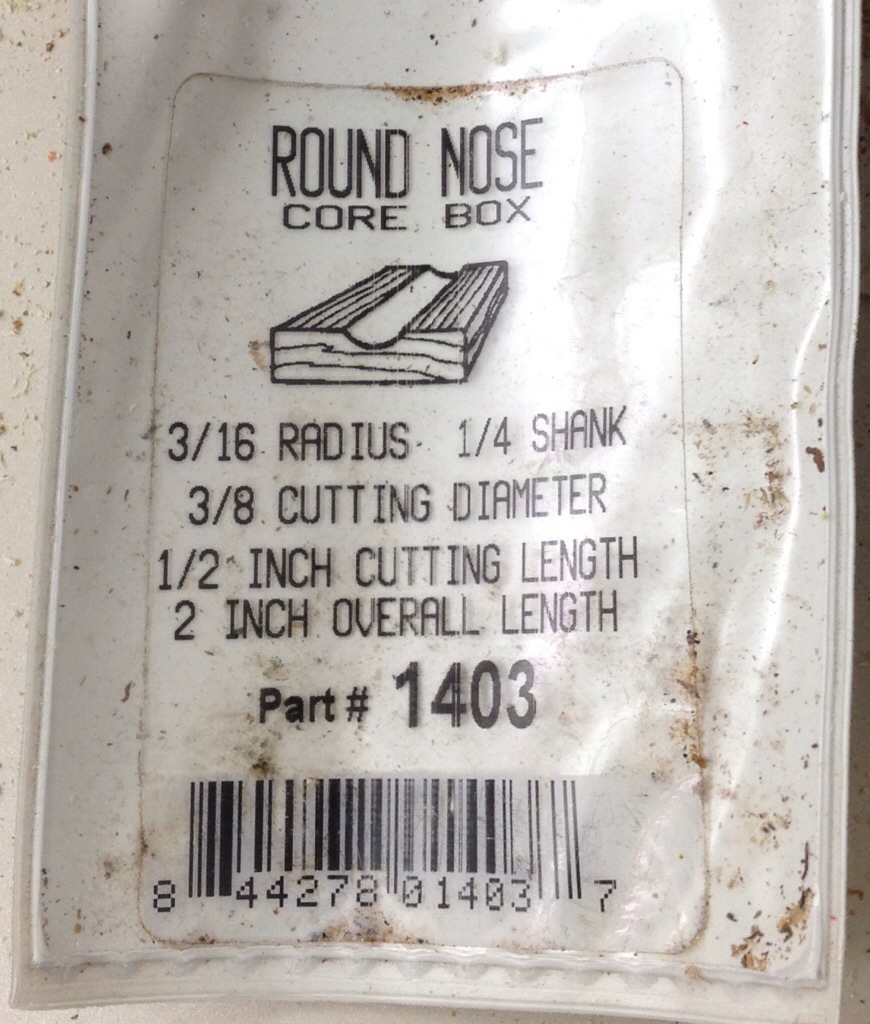 ROUND NOSE
CORE BOX
3/16 RADIUS 1/4 SHANK
3/8 CUTTING DIAMETER
1/2 INCH CUTTING LENGTH
2 INCH OVERALL LENGTH
Part # 1403
8 44278 01403 7